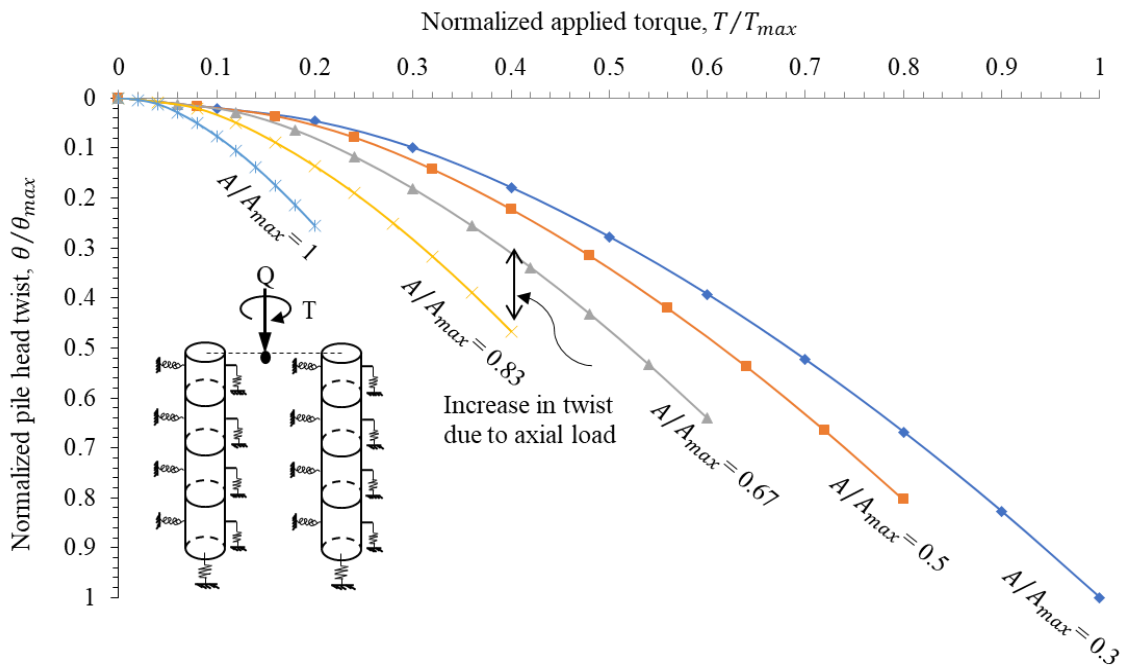 Normalized applied torque, T/T_max
0 0.1 0.2 0.3 0.4 0.5 0.6 0.7 0.8 0.9 1
Normalized pile head twist, θ/θ_max
0
0.1
0.2
0.3
0.4
0.5
0.6
0.7
0.8
0.9
1
A/A_max = 1
A/A_max = 0.83
A/A_max = 0.67
A/A_max = 0.5
A/A_max = 0.3
Q
T
Increase in twist
due to axial load